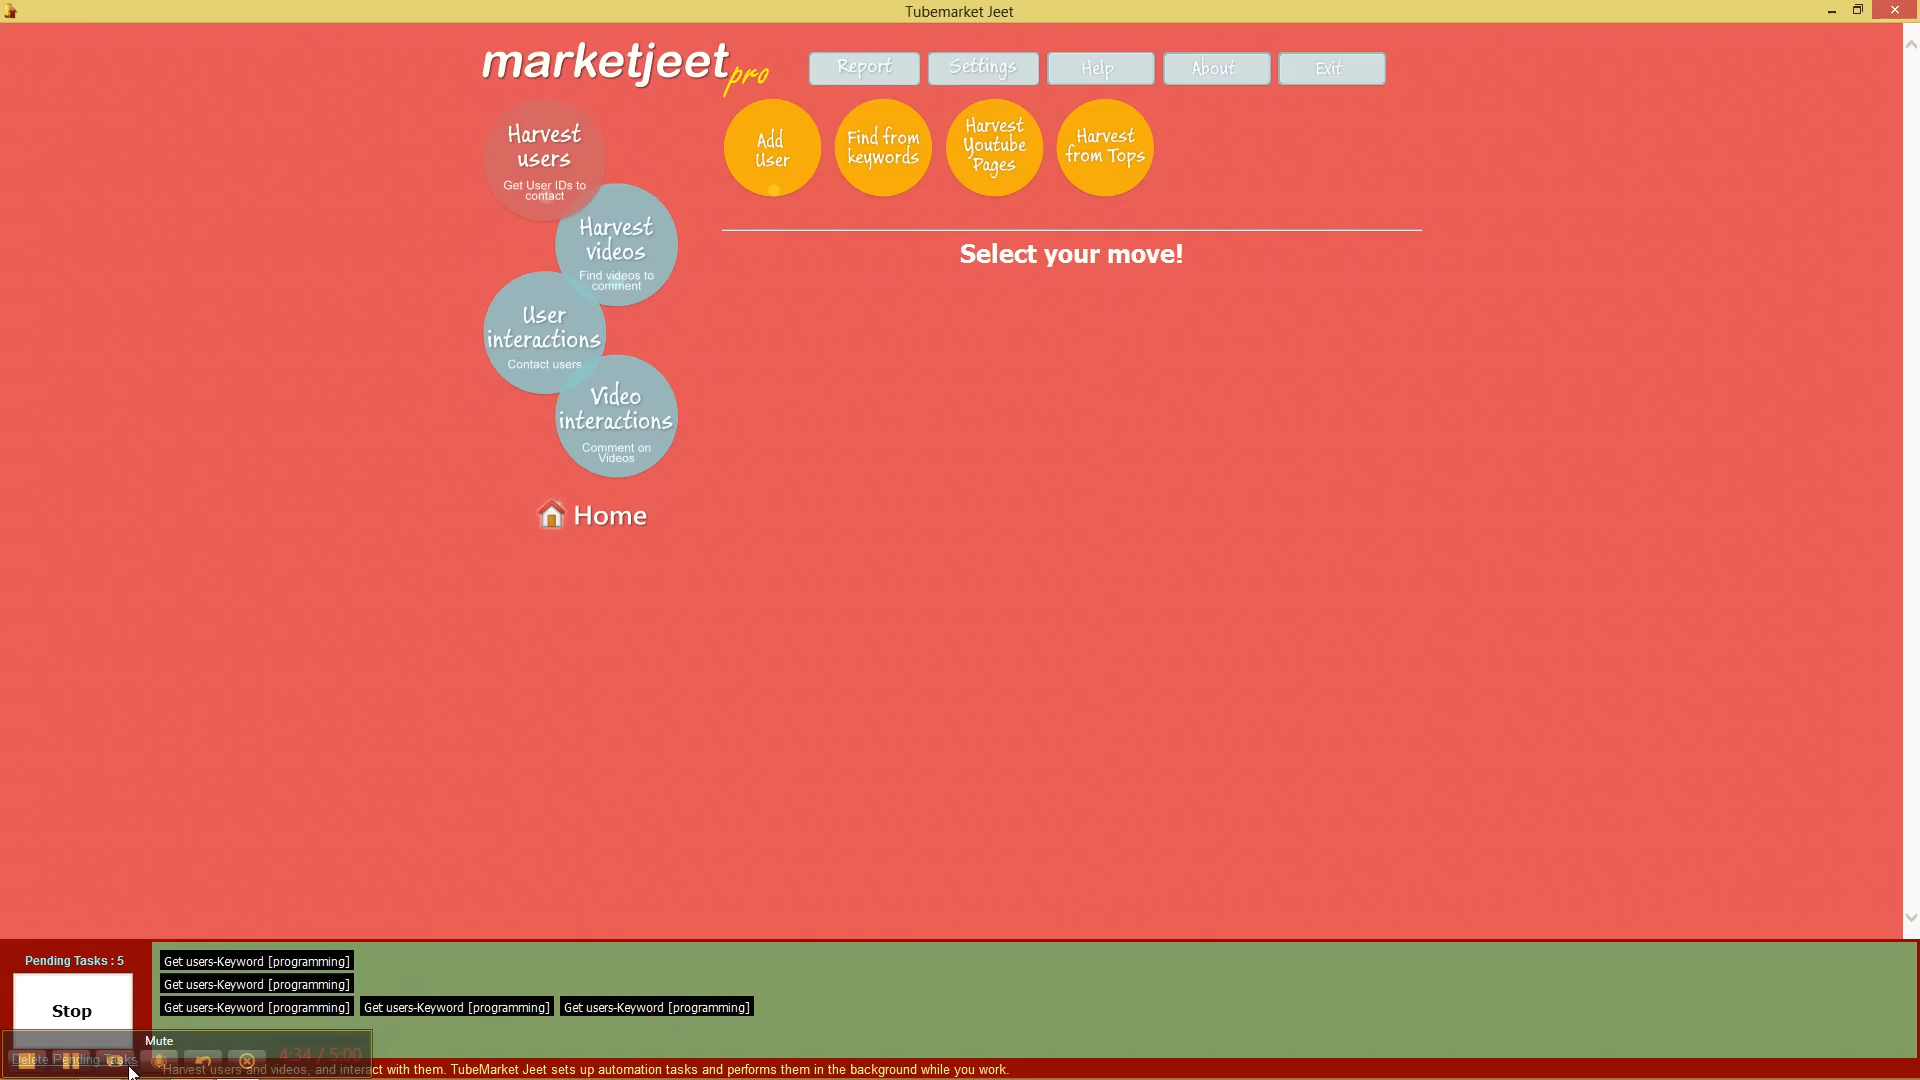 Tubemarket Jeet
marketjeet pro
Report
Settings
Help
About
Exit
Harvest
users
Get User IDs to
contact
Harvest
videos
Find videos to
comment
User
interactions
Contact users
Video
interactions
Comment on
Videos
Home
Add
User
Find from
keywords
Harvest
Youtube
Pages
Harvest
from Tops
Select your move!
Pending Tasks : 5
Stop
Delete Pending Tasks
Get users-Keyword [programming]
Get users-Keyword [programming]
Get users-Keyword [programming] Get users-Keyword [programming] Get users-Keyword [programming]
Mute
4:34 / 5:00
Harvest users and videos, and interact with them. TubeMarket Jeet sets up automation tasks and performs them in the background while you work.